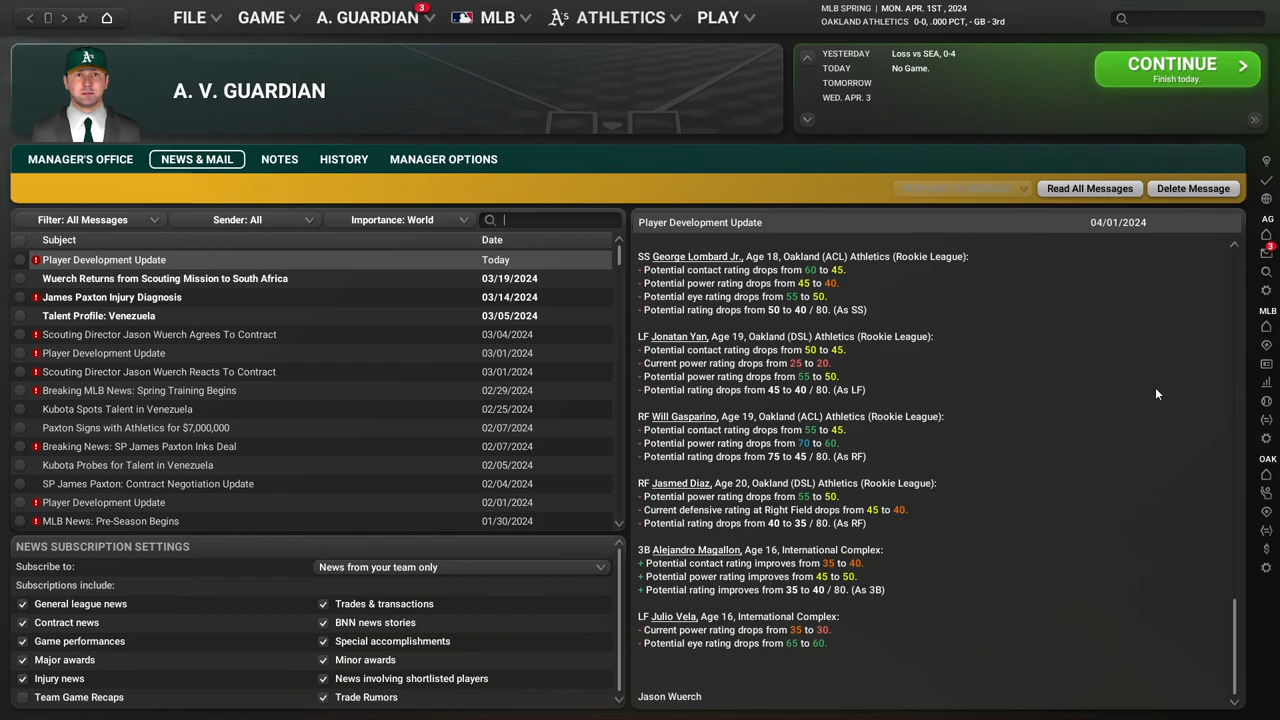 FILE
GAME
A. GUARDIAN
3
MLB
A's ATHLETICS
PLAY
MLB SPRING | MON. APR. 1ST , 2024
OAKLAND ATHLETICS 0-0, .000 PCT, - GB - 3rd
A. V. GUARDIAN
YESTERDAY Loss vs SEA, 0-4
TODAY No Game.
TOMORROW
WED. APR. 3
CONTINUE
Finish today.
MANAGER'S OFFICE
NEWS & MAIL
NOTES
HISTORY
MANAGER OPTIONS
Read All Messages
Delete Message
Filter: All Messages
Sender: All
Importance: World
Subject Date
Player Development Update Today
Wuerch Returns from Scouting Mission to South Africa 03/19/2024
James Paxton Injury Diagnosis 03/14/2024
Talent Profile: Venezuela 03/05/2024
Scouting Director Jason Wuerch Agrees To Contract 03/04/2024
Player Development Update 03/01/2024
Scouting Director Jason Wuerch Reacts To Contract 03/01/2024
Breaking MLB News: Spring Training Begins 02/29/2024
Kubota Spots Talent in Venezuela 02/25/2024
Paxton Signs with Athletics for $7,000,000 02/07/2024
Breaking News: SP James Paxton Inks Deal 02/07/2024
Kubota Probes for Talent in Venezuela 02/05/2024
SP James Paxton: Contract Negotiation Update 02/04/2024
Player Development Update 02/01/2024
MLB News: Pre-Season Begins 01/30/2024
NEWS SUBSCRIPTION SETTINGS
Subscribe to: News from your team only
Subscriptions include:
General league news Trades & transactions
Contract news BNN news stories
Game performances Special accomplishments
Major awards Minor awards
Injury news News involving shortlisted players
Team Game Recaps Trade Rumors
Player Development Update 04/01/2024
SS George Lombard Jr., Age 18, Oakland (ACL) Athletics (Rookie League):
- Potential contact rating drops from 60 to 45.
- Potential power rating drops from 45 to 40.
- Potential eye rating drops from 55 to 50.
- Potential rating drops from 50 to 40 / 80. (As SS)
LF Jonatan Yan, Age 19, Oakland (DSL) Athletics (Rookie League):
- Potential contact rating drops from 50 to 45.
- Current power rating drops from 25 to 20.
- Potential power rating drops from 55 to 50.
- Potential rating drops from 45 to 40 / 80. (As LF)
RF Will Gasparino, Age 19, Oakland (ACL) Athletics (Rookie League):
- Potential contact rating drops from 55 to 45.
- Potential power rating drops from 70 to 60.
- Potential rating drops from 75 to 45 / 80. (As RF)
RF Jasmed Diaz, Age 20, Oakland (DSL) Athletics (Rookie League):
- Potential power rating drops from 55 to 50.
- Current defensive rating at Right Field drops from 45 to 40.
- Potential rating drops from 40 to 35 / 80. (As RF)
3B Alejandro Magallon, Age 16, International Complex:
+ Potential contact rating improves from 35 to 40.
+ Potential power rating improves from 45 to 50.
+ Potential rating improves from 35 to 40 / 80. (As 3B)
LF Julio Vela, Age 16, International Complex:
- Current power rating drops from 35 to 30.
- Potential eye rating drops from 65 to 60.
Jason Wuerch
AG
3
MLB
OAK